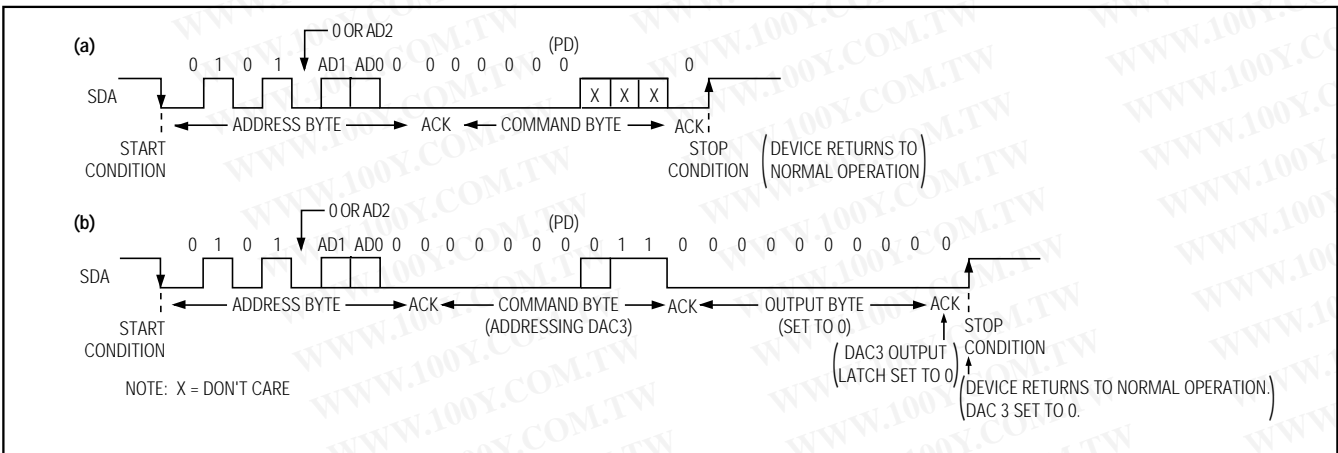 (a)
0 OR AD2
(PD)
0 1 0 1 AD1 AD0 0 0 0 0 0 0 0 0
SDA
X X X
ADDRESS BYTE ACK COMMAND BYTE ACK
START CONDITION
STOP CONDITION
(DEVICE RETURNS TO NORMAL OPERATION)
(b)
0 OR AD2
(PD)
0 1 0 1 AD1 AD0 0 0 0 0 0 0 0 0 1 1 0 0 0 0 0 0 0 0 0 0
SDA
ADDRESS BYTE ACK COMMAND BYTE ACK OUTPUT BYTE ACK
(ADDRESSING DAC3)
(SET TO 0)
START CONDITION
STOP CONDITION
(DAC3 OUTPUT LATCH SET TO 0)
NOTE: X = DON'T CARE
(DEVICE RETURNS TO NORMAL OPERATION. DAC 3 SET TO 0.)
WWW.100Y.COM.TW